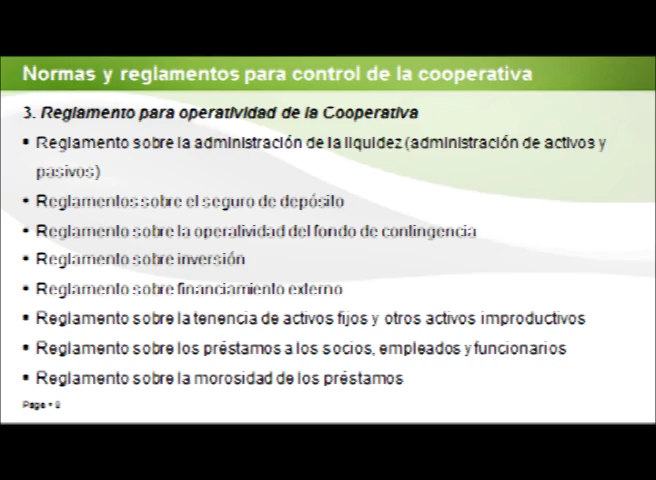 Normas y reglamentos para control de la cooperativa
3. Reglamento para operatividad de la Cooperativa
▪ Reglamento sobre la administración de la liquidez (administración de activos y
pasivos)
▪ Reglamentos sobre el seguro de depósito
▪ Reglamento sobre la operatividad del fondo de contingencia
▪ Reglamento sobre inversión
▪ Reglamento sobre financiamiento externo
▪ Reglamento sobre la tenencia de activos fijos y otros activos improductivos
▪ Reglamento sobre los préstamos a los socios, empleados y funcionarios
▪ Reglamento sobre la morosidad de los préstamos
Page ▪